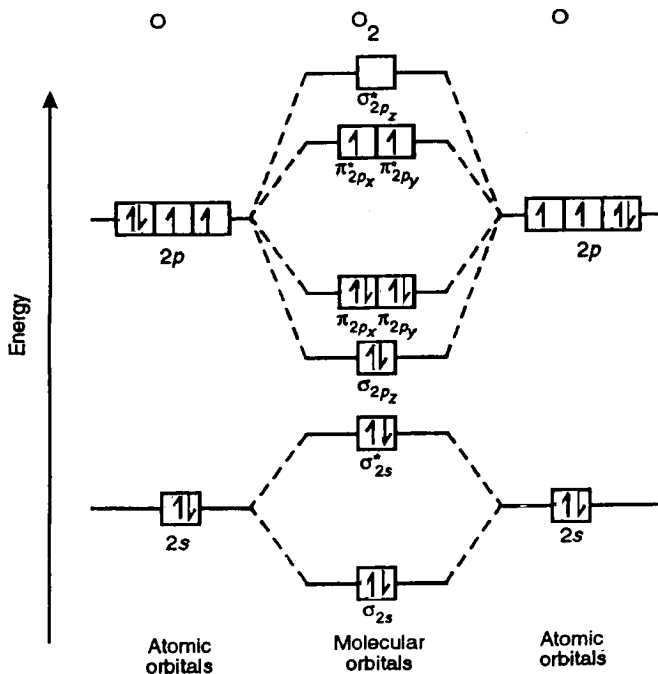 O O₂ O
σ*2pz
π*2px π*2py
2p 2p
π2px π2py
σ2pz
σ*2s
2s 2s
σ2s
Energy
Atomic orbitals
Molecular orbitals
Atomic orbitals